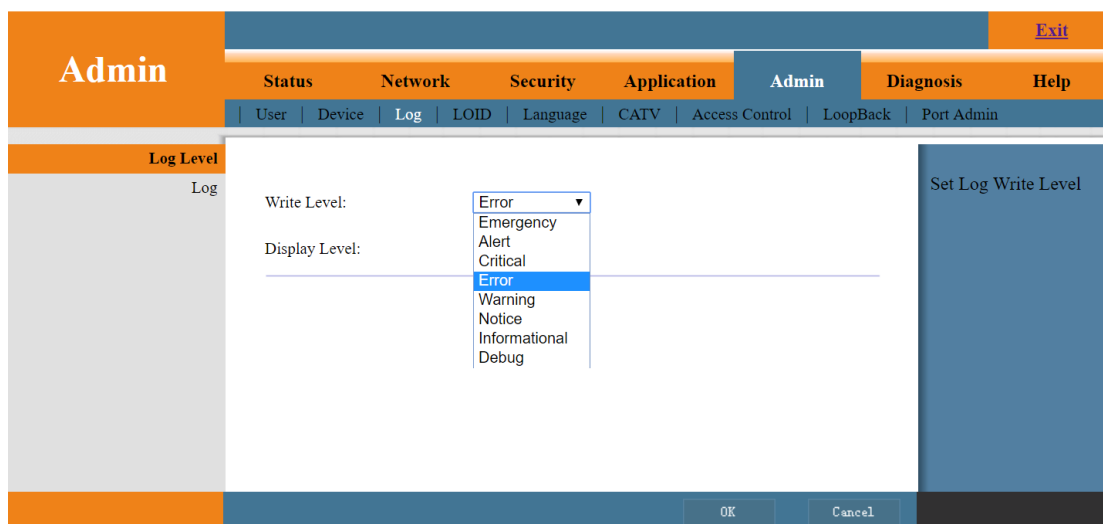 Exit
Admin
Status Network Security Application Admin Diagnosis Help
| User | Device | Log | LOID | Language | CATV | Access Control | LoopBack | Port Admin
Log Level
Log
Set Log Write Level
Write Level: Error
Emergency
Alert
Critical
Error
Warning
Notice
Informational
Debug
Display Level:
OK Cancel